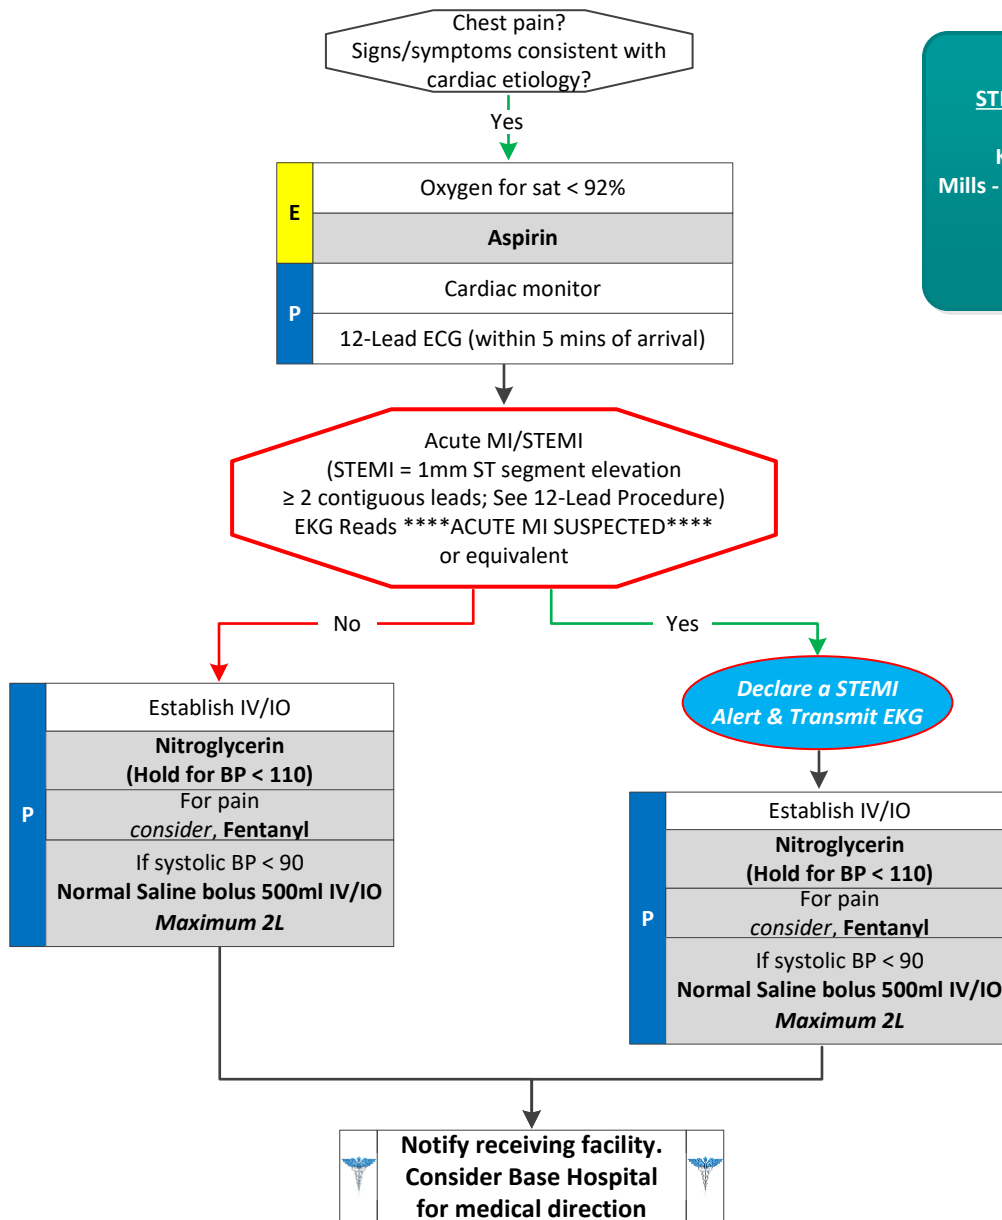 Chest pain?
Signs/symptoms consistent with
cardiac etiology?
Yes
E
Oxygen for sat < 92%
Aspirin
P
Cardiac monitor
12-Lead ECG (within 5 mins of arrival)
Acute MI/STEMI
(STEMI = 1mm ST segment elevation
≥ 2 contiguous leads; See 12-Lead Procedure)
EKG Reads ****ACUTE MI SUSPECTED****
or equivalent
No
Yes
P
Establish IV/IO
Nitroglycerin
(Hold for BP < 110)
For pain
consider, Fentanyl
If systolic BP < 90
Normal Saline bolus 500ml IV/IO
Maximum 2L
Declare a STEMI
Alert & Transmit EKG
P
Establish IV/IO
Nitroglycerin
(Hold for BP < 110)
For pain
consider, Fentanyl
If systolic BP < 90
Normal Saline bolus 500ml IV/IO
Maximum 2L
Notify receiving facility.
Consider Base Hospital
for medical direction
Mills -